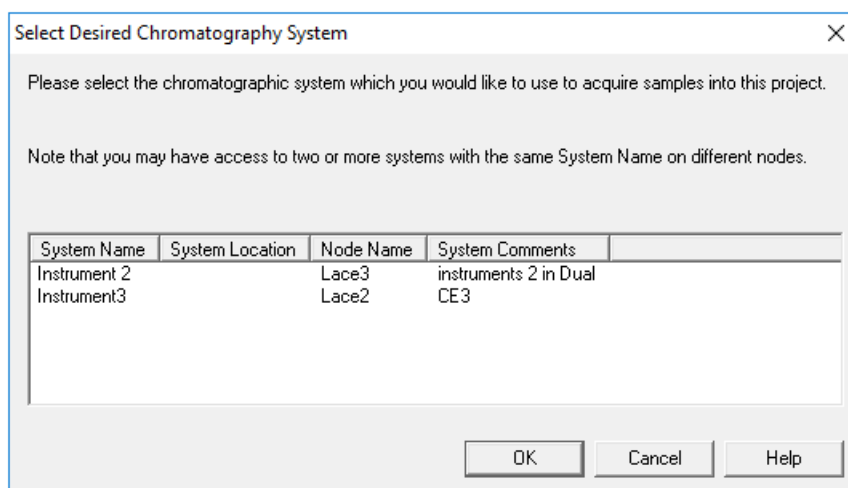 Select Desired Chromatography System
Please select the chromatographic system which you would like to use to acquire samples into this project.
Note that you may have access to two or more systems with the same System Name on different nodes.
System Name System Location Node Name System Comments
Instrument 2 Lace3 instruments 2 in Dual
Instrument3 Lace2 CE3
OK Cancel Help